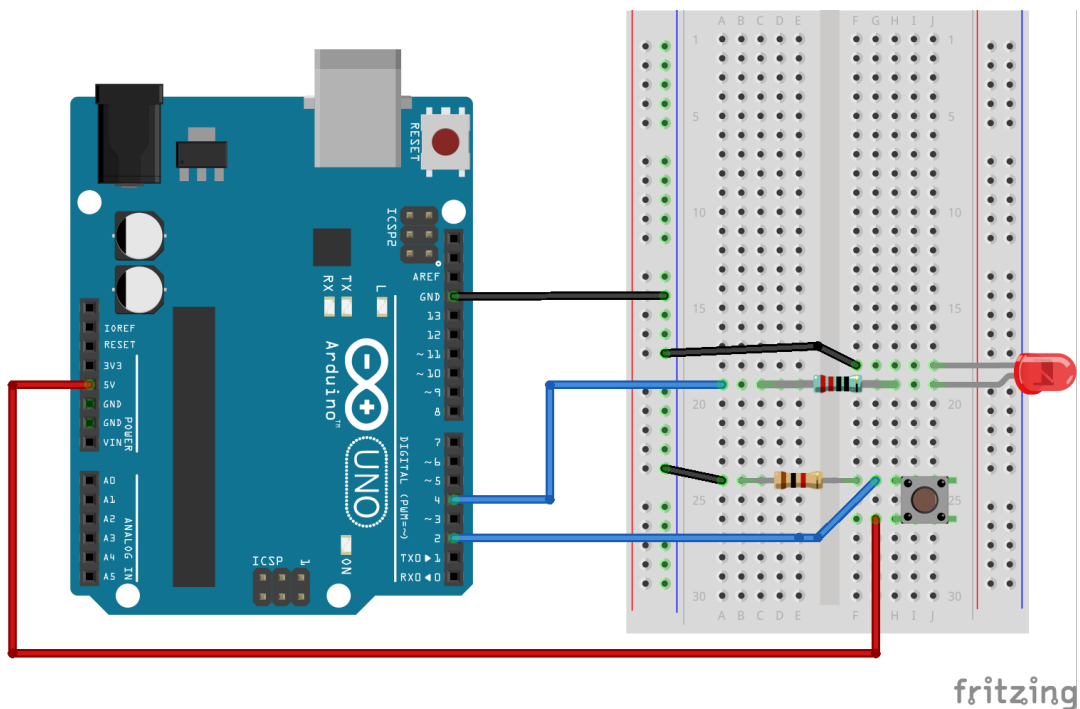 A B C D E F G H I J
1 1
5 5
10 10
15 15
20 20
25 25
30 30
A B C D E F G H I J
RESET
ICSP2
AREF
GND
13
12
~11
~10
~9
8
7
~6
~5
4
~3
2
TX0▶1
RX0◀0
DIGITAL (PWM=~)
RX
TX
L
Arduino™
UNO
ON
ICSP
1
IOREF
RESET
3V3
5V
GND
GND
VIN
POWER
A0
A1
A2
A3
A4
A5
ANALOG IN
fritzing